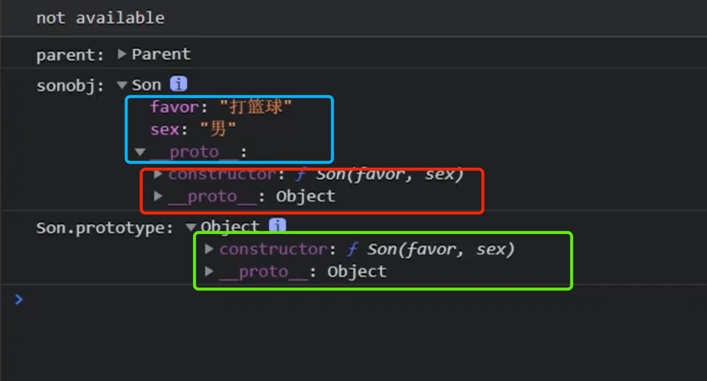 not available
parent: ▶Parent
sonobj: ▼Son i
favor: "打篮球"
sex: "男"
▼__proto__:
▶constructor: ƒ Son(favor, sex)
▶__proto__: Object
Son.prototype: ▼Object i
▶constructor: ƒ Son(favor, sex)
▶__proto__: Object
>